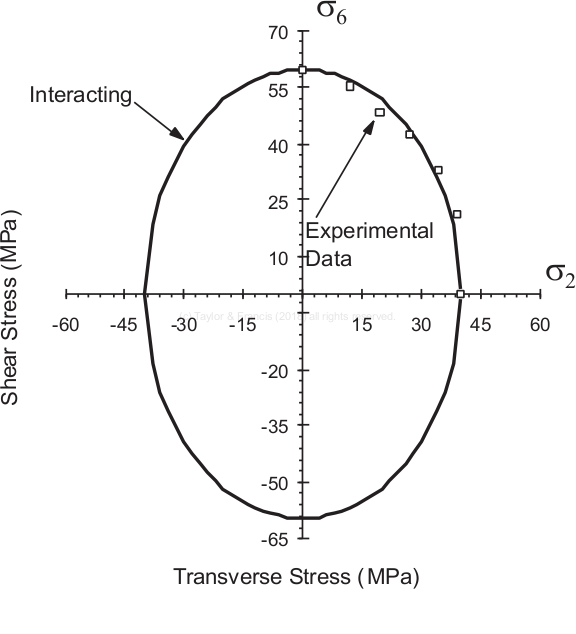 σ6
70
Interacting
55
40
25
Experimental
Data
10
σ2
-60 -45 -30 -15 15 30 45 60
Shear Stress (MPa)
-20
-35
-50
-65
Transverse Stress (MPa)